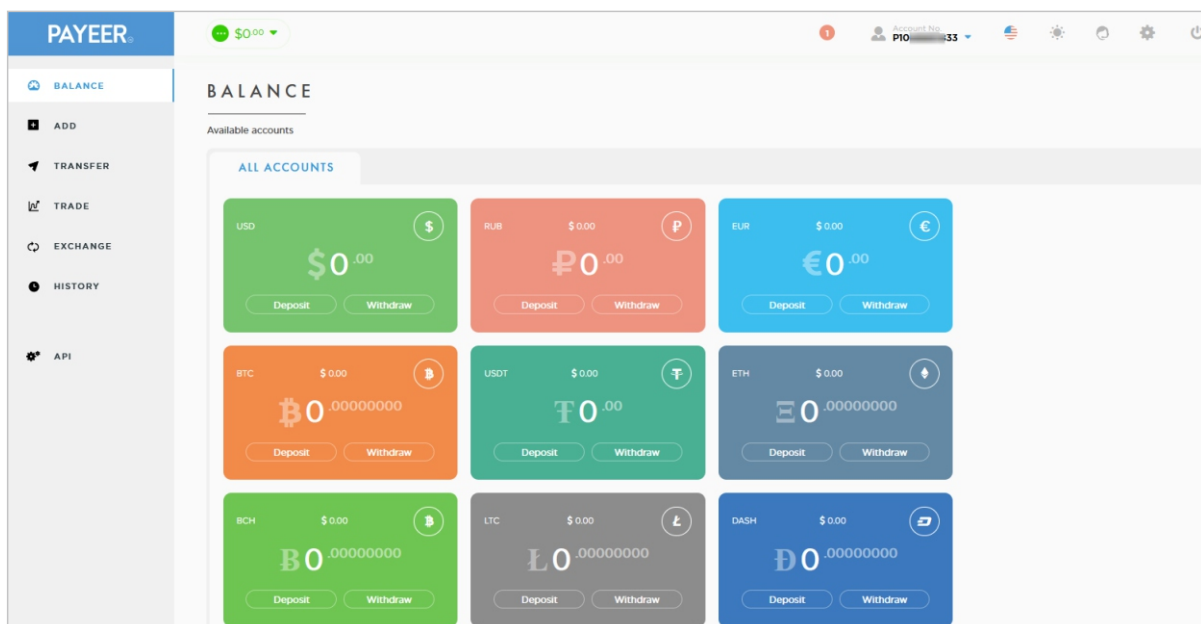 PAYEER®
$0.00
1
Account No.
P10 33
BALANCE
ADD
TRANSFER
TRADE
EXCHANGE
HISTORY
API
BALANCE
Available accounts
ALL ACCOUNTS
USD $
$0.00
Deposit Withdraw
RUB $ 0.00 ₽
₽0.00
Deposit Withdraw
EUR $ 0.00 €
€0.00
Deposit Withdraw
BTC $ 0.00 ₿
₿0.00000000
Deposit Withdraw
USDT $ 0.00 ₮
₮0.00
Deposit Withdraw
ETH $ 0.00
Ξ0.00000000
Deposit Withdraw
BCH $ 0.00 ₿
Ƀ0.00000000
Deposit Withdraw
LTC $ 0.00 Ł
Ł0.00000000
Deposit Withdraw
DASH $ 0.00
Đ0.00000000
Deposit Withdraw